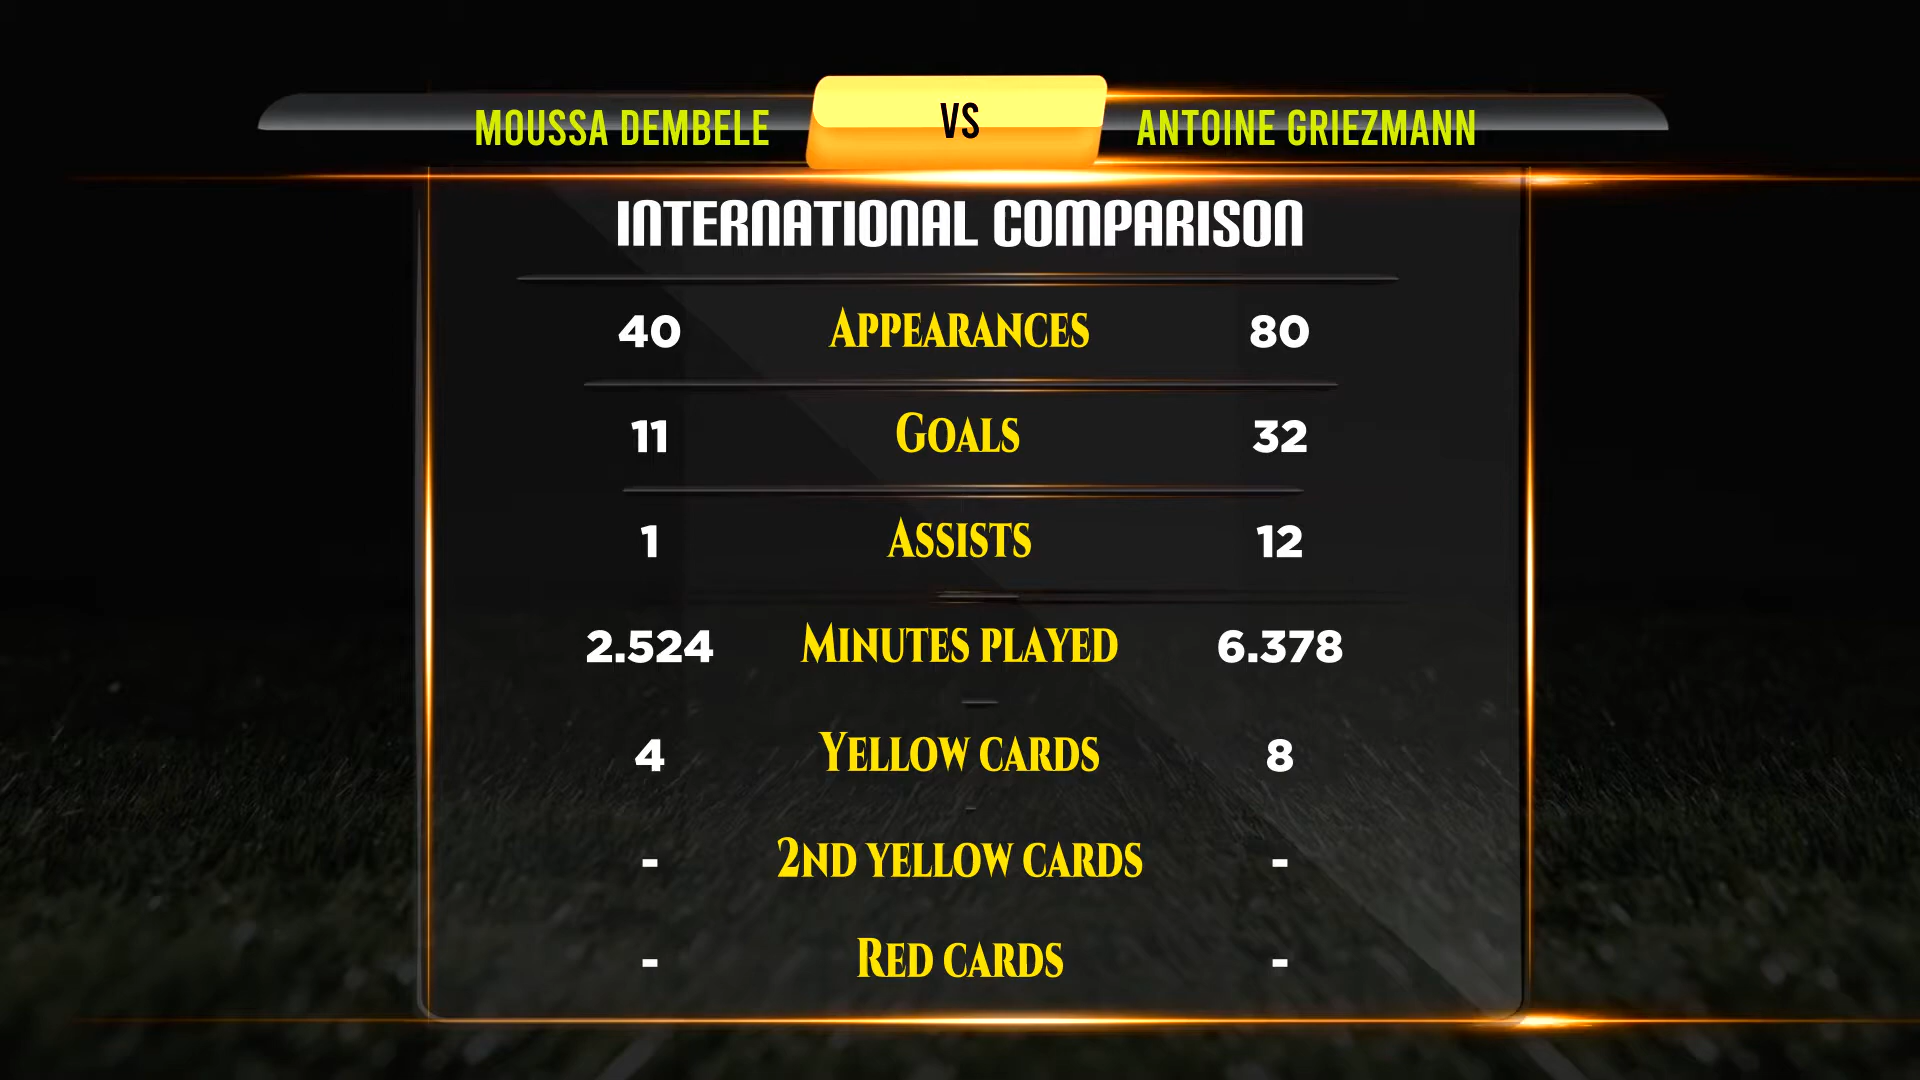 MOUSSA DEMBELE VS ANTOINE GRIEZMANN
INTERNATIONAL COMPARISON
40 APPEARANCES 80
11 GOALS 32
1 ASSISTS 12
2.524 MINUTES PLAYED 6.378
4 YELLOW CARDS 8
- 2ND YELLOW CARDS -
- RED CARDS -